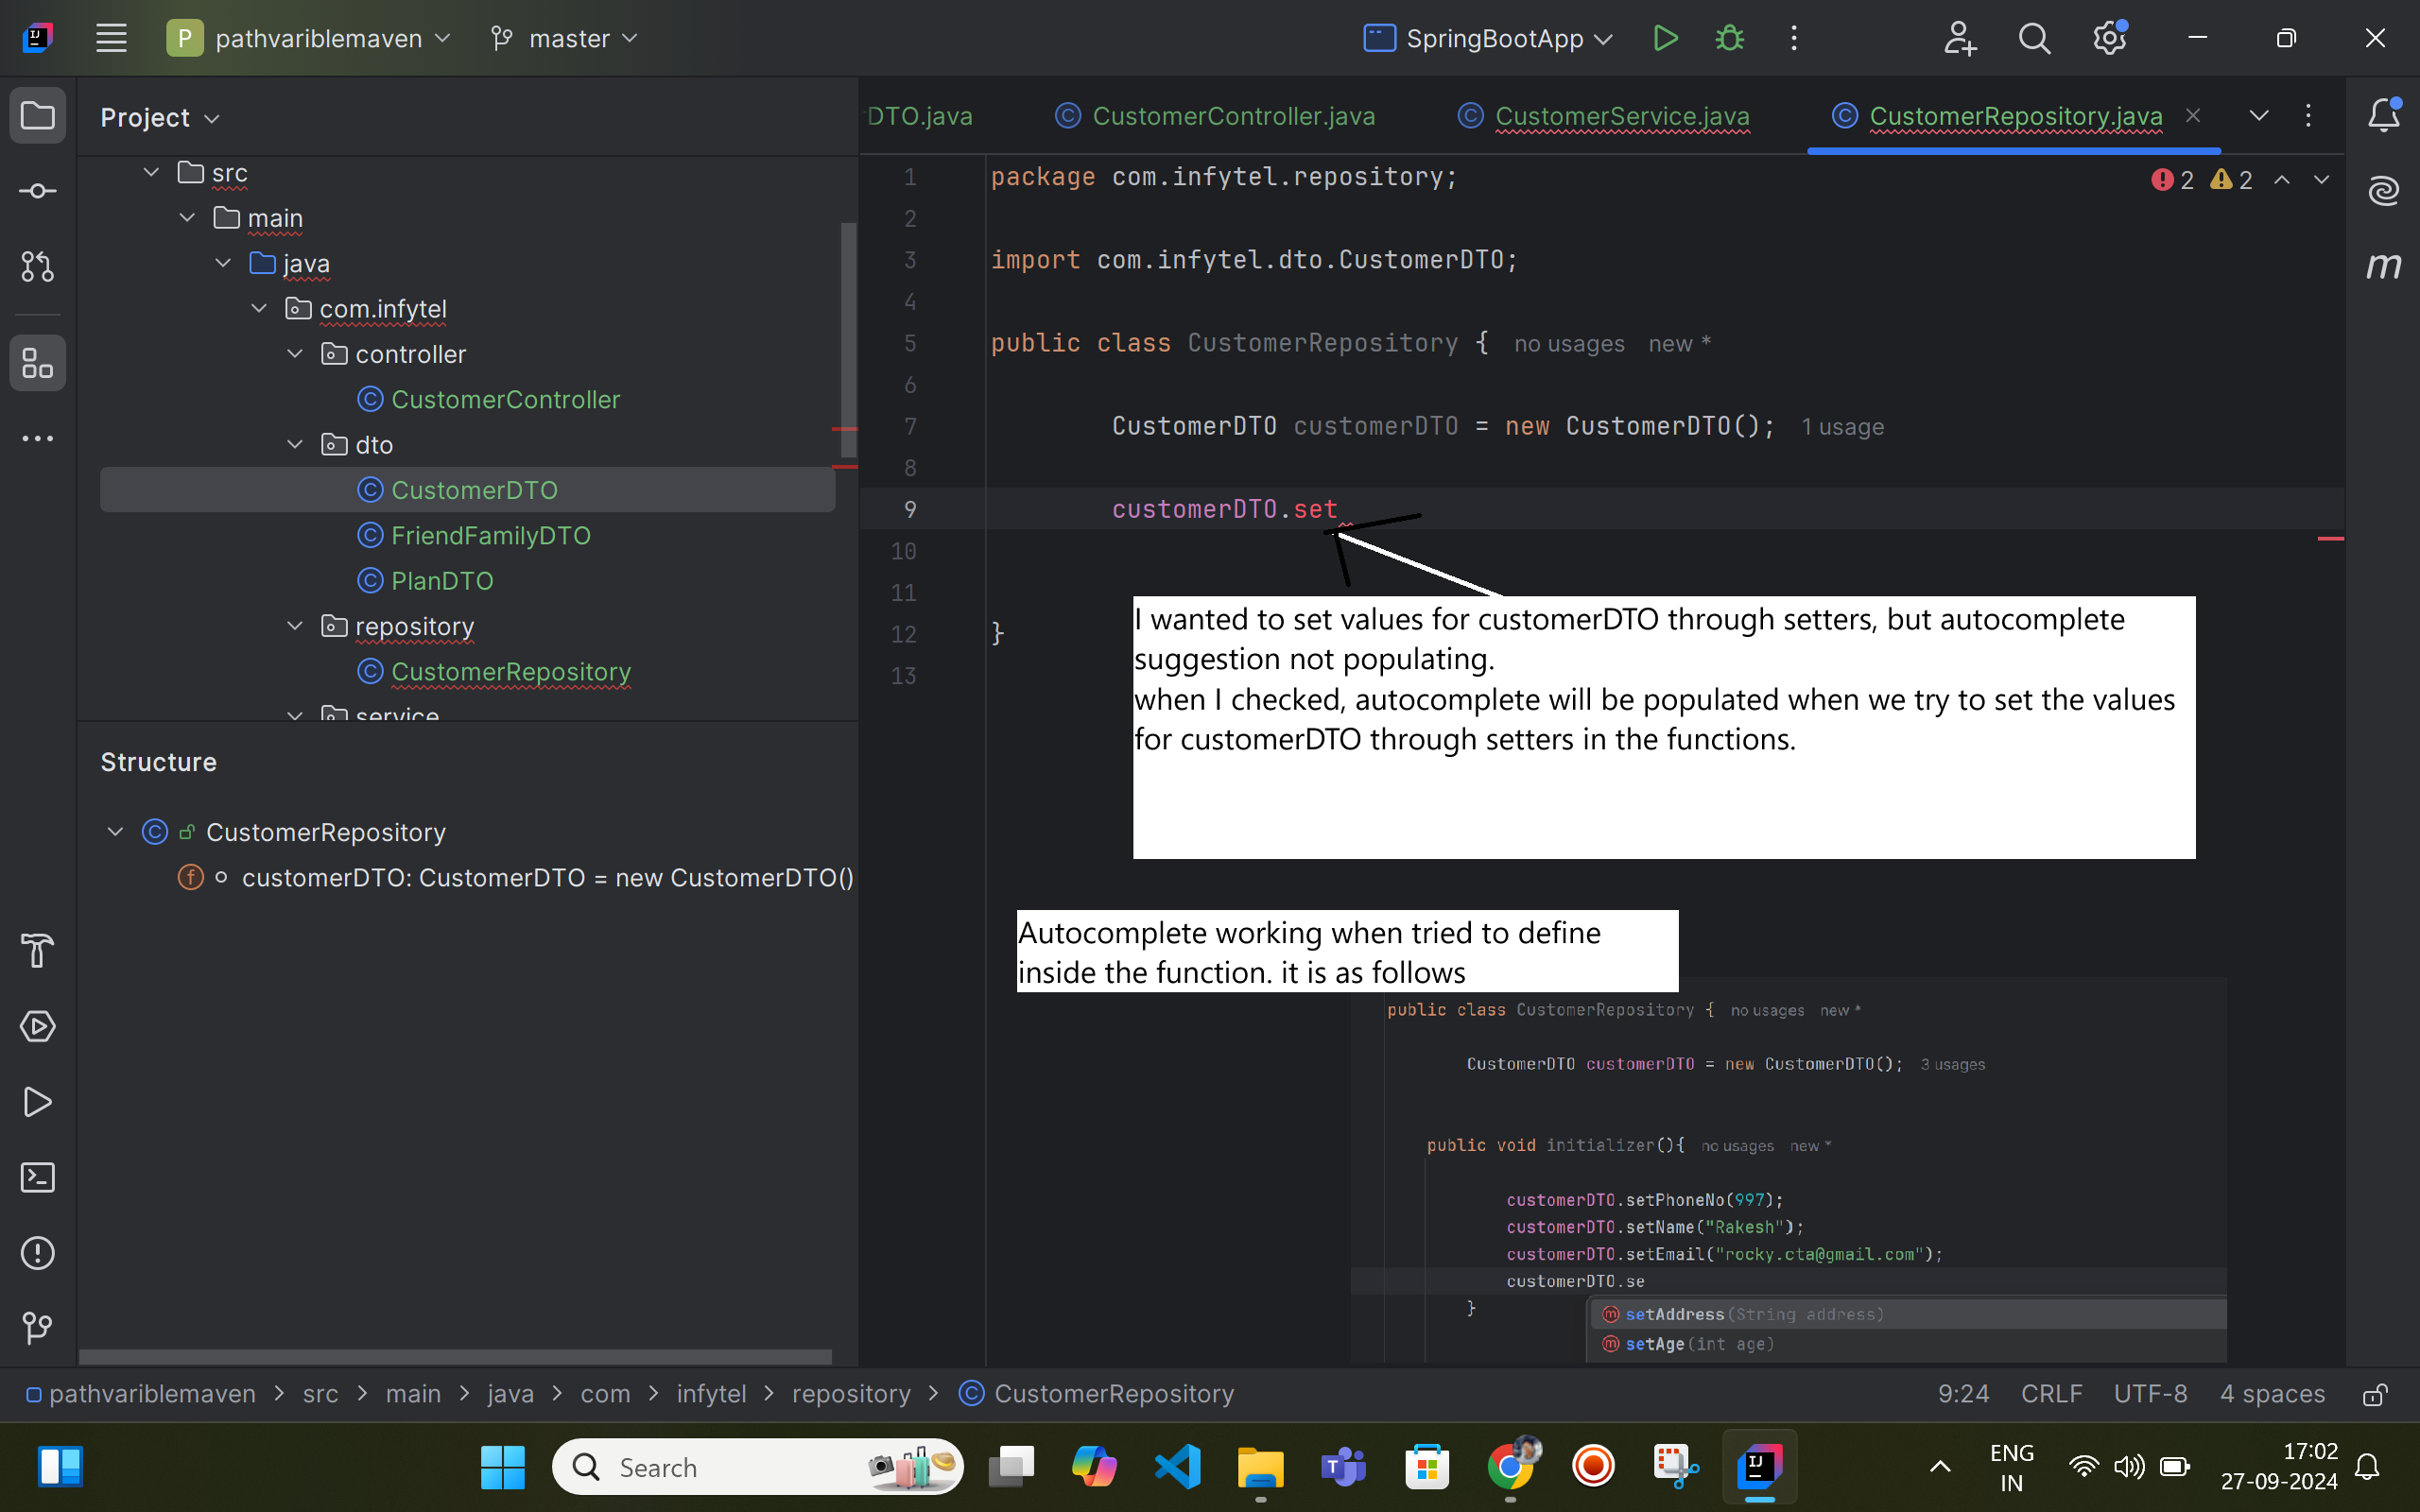 P pathvariblemaven master SpringBootApp
Project
src
main
java
com.infytel
controller
CustomerController
dto
CustomerDTO
FriendFamilyDTO
PlanDTO
repository
CustomerRepository
service
Structure
CustomerRepository
customerDTO: CustomerDTO = new CustomerDTO()
DTO.java CustomerController.java CustomerService.java CustomerRepository.java
2 2
1 package com.infytel.repository;
2
3 import com.infytel.dto.CustomerDTO;
4
5 public class CustomerRepository { no usages new *
6
7 CustomerDTO customerDTO = new CustomerDTO(); 1 usage
8
9 customerDTO.set
10
11
12 }
13
I wanted to set values for customerDTO through setters, but autocomplete
suggestion not populating.
when I checked, autocomplete will be populated when we try to set the values
for customerDTO through setters in the functions.
Autocomplete working when tried to define
inside the function. it is as follows
public class CustomerRepository { no usages new *
CustomerDTO customerDTO = new CustomerDTO(); 3 usages
public void initializer(){ no usages new *
customerDTO.setPhoneNo(997);
customerDTO.setName("Rakesh");
customerDTO.setEmail("rocky.cta@gmail.com");
customerDTO.se
}
setAddress(String address)
setAge(int age)
pathvariblemaven > src > main > java > com > infytel > repository > CustomerRepository 9:24 CRLF UTF-8 4 spaces
Search
ENG
IN
17:02
27-09-2024